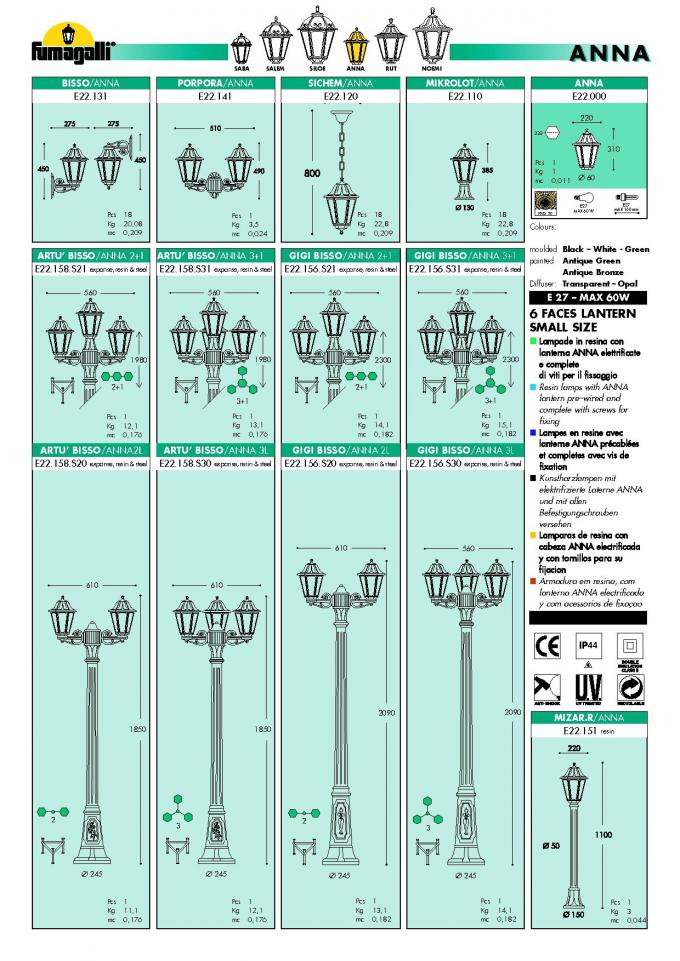 fumagalli®
SABA
SALEM
SILOE
ANNA
RUT
NOEMI
ANNA
BISSO/ANNA
E22.131
275
275
450
450
Pcs 18
Kg 20,08
mc 0,209
PORPORA/ANNA
E22.141
510
490
Pcs 1
Kg 3,5
mc 0,024
SICHEM/ANNA
E22.120
800
Pcs 18
Kg 22,8
mc 0,209
MIKROLOT/ANNA
E22.110
385
Ø 130
Pcs 18
Kg 22,8
mc 0,209
ANNA
E22.000
220
310
Pcs 1
Kg 1
mc 0,011
Ø 60
E27
MAX 60W
E27
Colours:
moulded Black – White - Green
painted Antique Green
Antique Bronze
Diffuser: Transparent – Opal
E 27 – MAX 60W
6 FACES LANTERN
SMALL SIZE
Lampade in resina con
lanterna ANNA elettrificate
e complete
di viti per il fissaggio
Resin lamps with ANNA
lantern pre-wired and
complete with screws for
fixing
Lampes en resine avec
lanterne ANNA précablées
et completes avec vis de
fixation
Kunstharzlampen mit
elektrifizierte Laterne ANNA
und mit allen
Befestigungschrauben
versehen
Lamparas de resina con
cabeza ANNA electrificada
y con tornillos para su
fijacion
Armadura em resina, com
lanterna ANNA electrificada
y com acessorios de fixaçao
ARTU’ BISSO/ANNA 2+1
E22.158.S21 expanse, resin & steel
560
1980
2+1
Pcs 1
Kg 12,1
mc 0,176
ARTU’ BISSO/ANNA 3+1
E22.158.S31 expanse, resin & steel
560
1980
3+1
Pcs 1
Kg 13,1
mc 0,176
GIGI BISSO/ANNA 2+1
E22.156.S21 expanse, resin & steel
560
2300
2+1
Pcs 1
Kg 14,1
mc 0,182
GIGI BISSO/ANNA 3+1
E22.156.S31 expanse, resin & steel
560
2300
3+1
Pcs 1
Kg 15,1
mc 0,182
ARTU’ BISSO/ANNA2L
E22.158.S20 expanse, resin & steel
610
1850
2
Ø 245
Pcs 1
Kg 11,1
mc 0,176
ARTU’ BISSO/ANNA 3L
E22.158.S30 expanse, resin & steel
610
1850
3
Ø 245
Pcs 1
Kg 12,1
mc 0,176
GIGI BISSO/ANNA 2L
E22.156.S20 expanse, resin & steel
610
2090
2
Ø 245
Pcs 1
Kg 13,1
mc 0,182
GIGI BISSO/ANNA 3L
E22.156.S30 expanse, resin & steel
560
2090
3
Ø 245
Pcs 1
Kg 14,1
mc 0,182
CE
IP44
DOUBLE
INSULATION
CLASS II
ANTI-SHOCK
U.V.
UV TREATED
RECYCLABLE
MIZAR.R/ANNA
E22.151 resin
220
Ø 50
1100
Ø 150
Pcs 1
Kg 3
mc 0,044